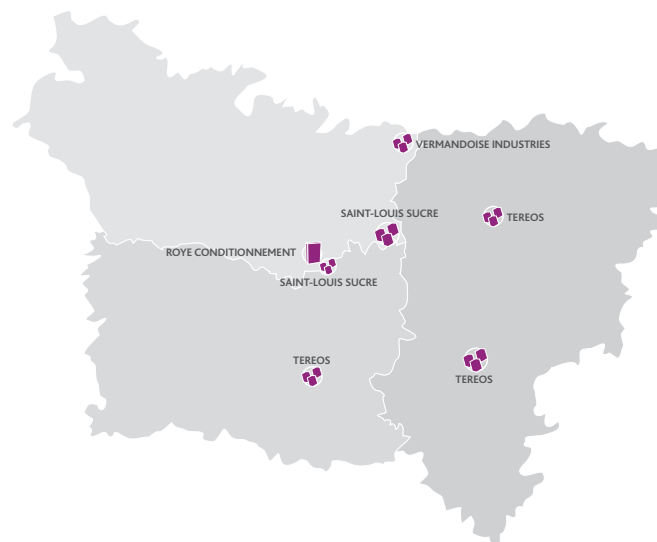 VERMANDOISE INDUSTRIES
SAINT-LOUIS SUCRE
TEREOS
ROYE CONDITIONNEMENT
SAINT-LOUIS SUCRE
TEREOS
TEREOS